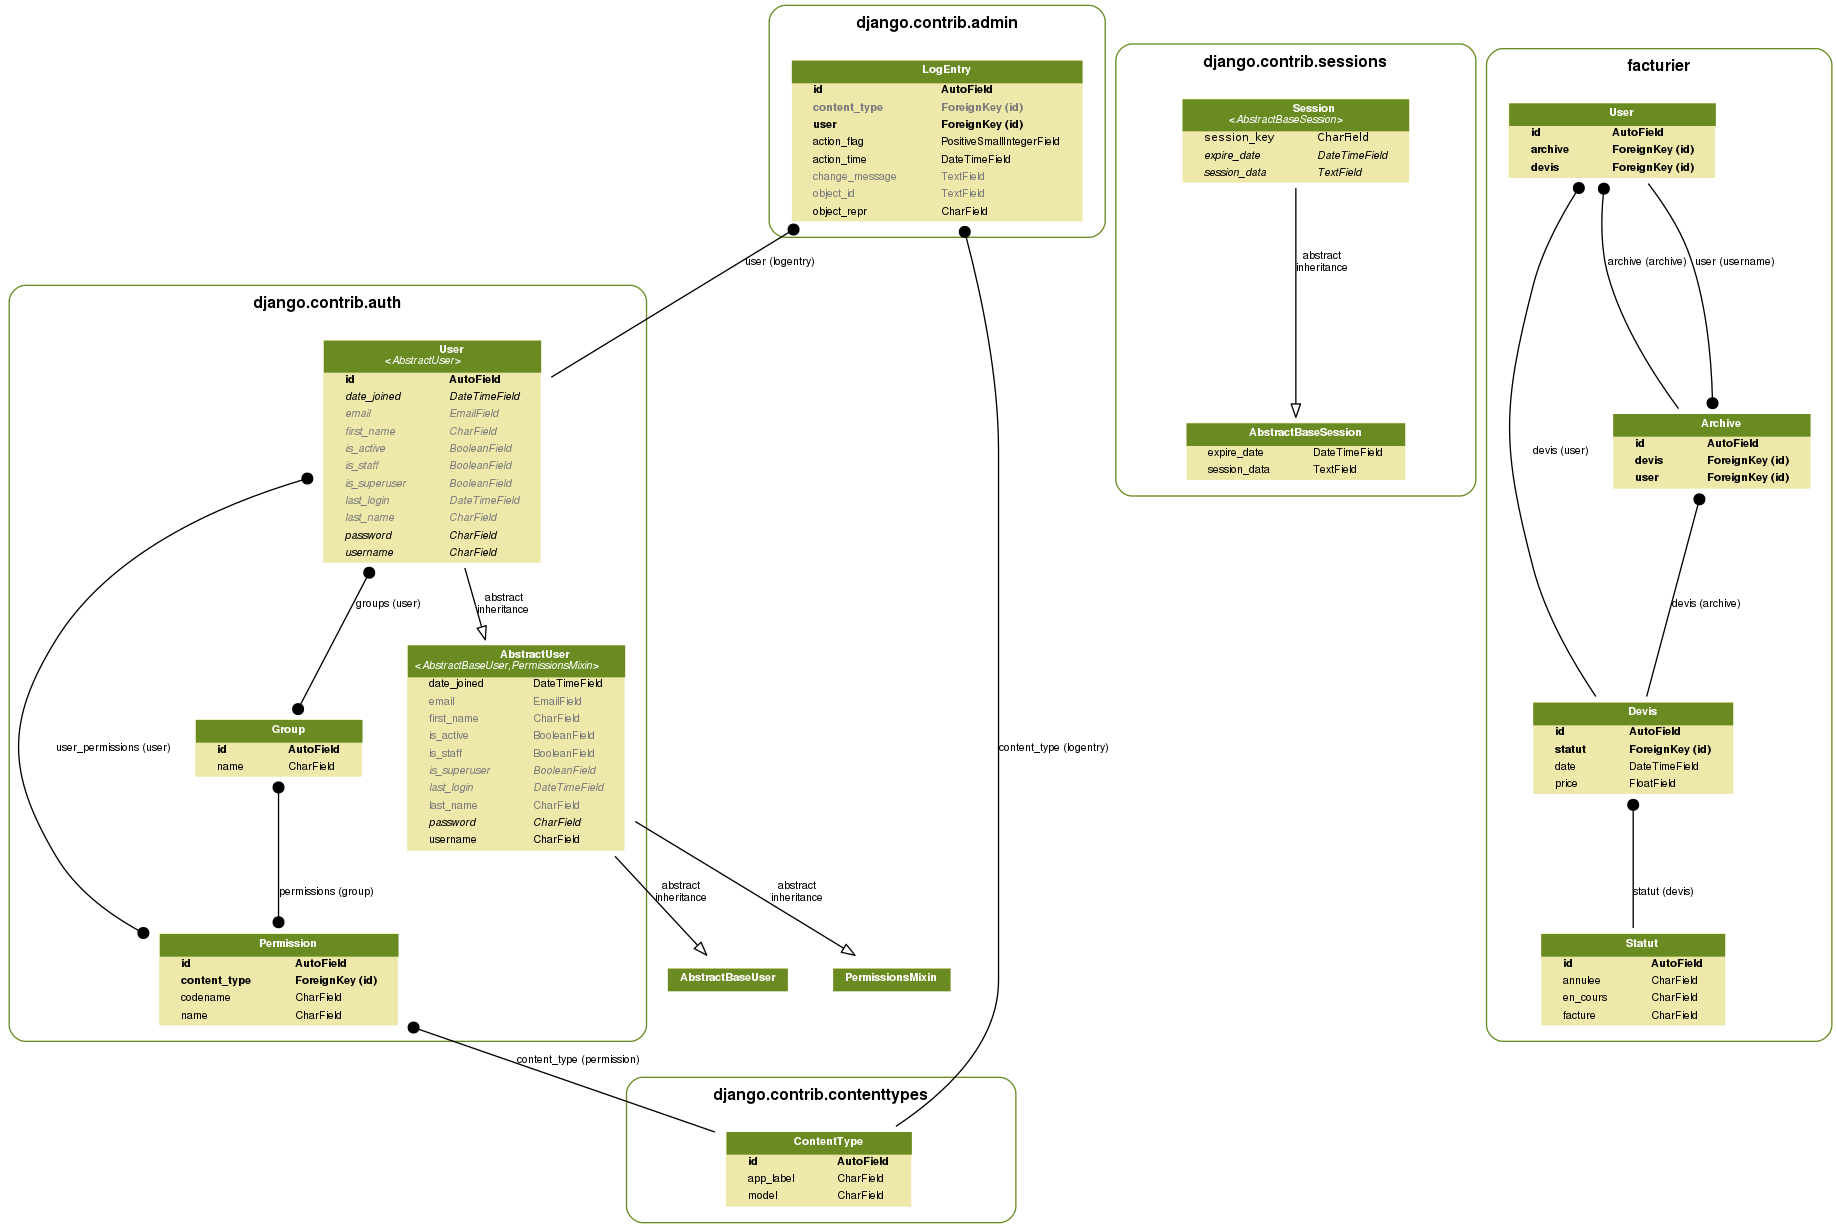 django.contrib.admin
LogEntry
id AutoField
content_type ForeignKey (id)
user ForeignKey (id)
action_flag PositiveSmallIntegerField
action_time DateTimeField
change_message TextField
object_id TextField
object_repr CharField
user (logentry)
content_type (logentry)
django.contrib.sessions
Session
<AbstractBaseSession>
session_key CharField
expire_date DateTimeField
session_data TextField
abstract
inheritance
AbstractBaseSession
expire_date DateTimeField
session_data TextField
facturier
User
id AutoField
archive ForeignKey (id)
devis ForeignKey (id)
archive (archive)
user (username)
devis (user)
Archive
id AutoField
devis ForeignKey (id)
user ForeignKey (id)
devis (archive)
Devis
id AutoField
statut ForeignKey (id)
date DateTimeField
price FloatField
statut (devis)
Statut
id AutoField
annulee CharField
en_cours CharField
facture CharField
django.contrib.auth
User
<AbstractUser>
id AutoField
date_joined DateTimeField
email EmailField
first_name CharField
is_active BooleanField
is_staff BooleanField
is_superuser BooleanField
last_login DateTimeField
last_name CharField
password CharField
username CharField
groups (user)
abstract
inheritance
user_permissions (user)
AbstractUser
<AbstractBaseUser,PermissionsMixin>
date_joined DateTimeField
email EmailField
first_name CharField
is_active BooleanField
is_staff BooleanField
is_superuser BooleanField
last_login DateTimeField
last_name CharField
password CharField
username CharField
Group
id AutoField
name CharField
permissions (group)
abstract
inheritance
abstract
inheritance
Permission
id AutoField
content_type ForeignKey (id)
codename CharField
name CharField
AbstractBaseUser
PermissionsMixin
content_type (permission)
django.contrib.contenttypes
ContentType
id AutoField
app_label CharField
model CharField